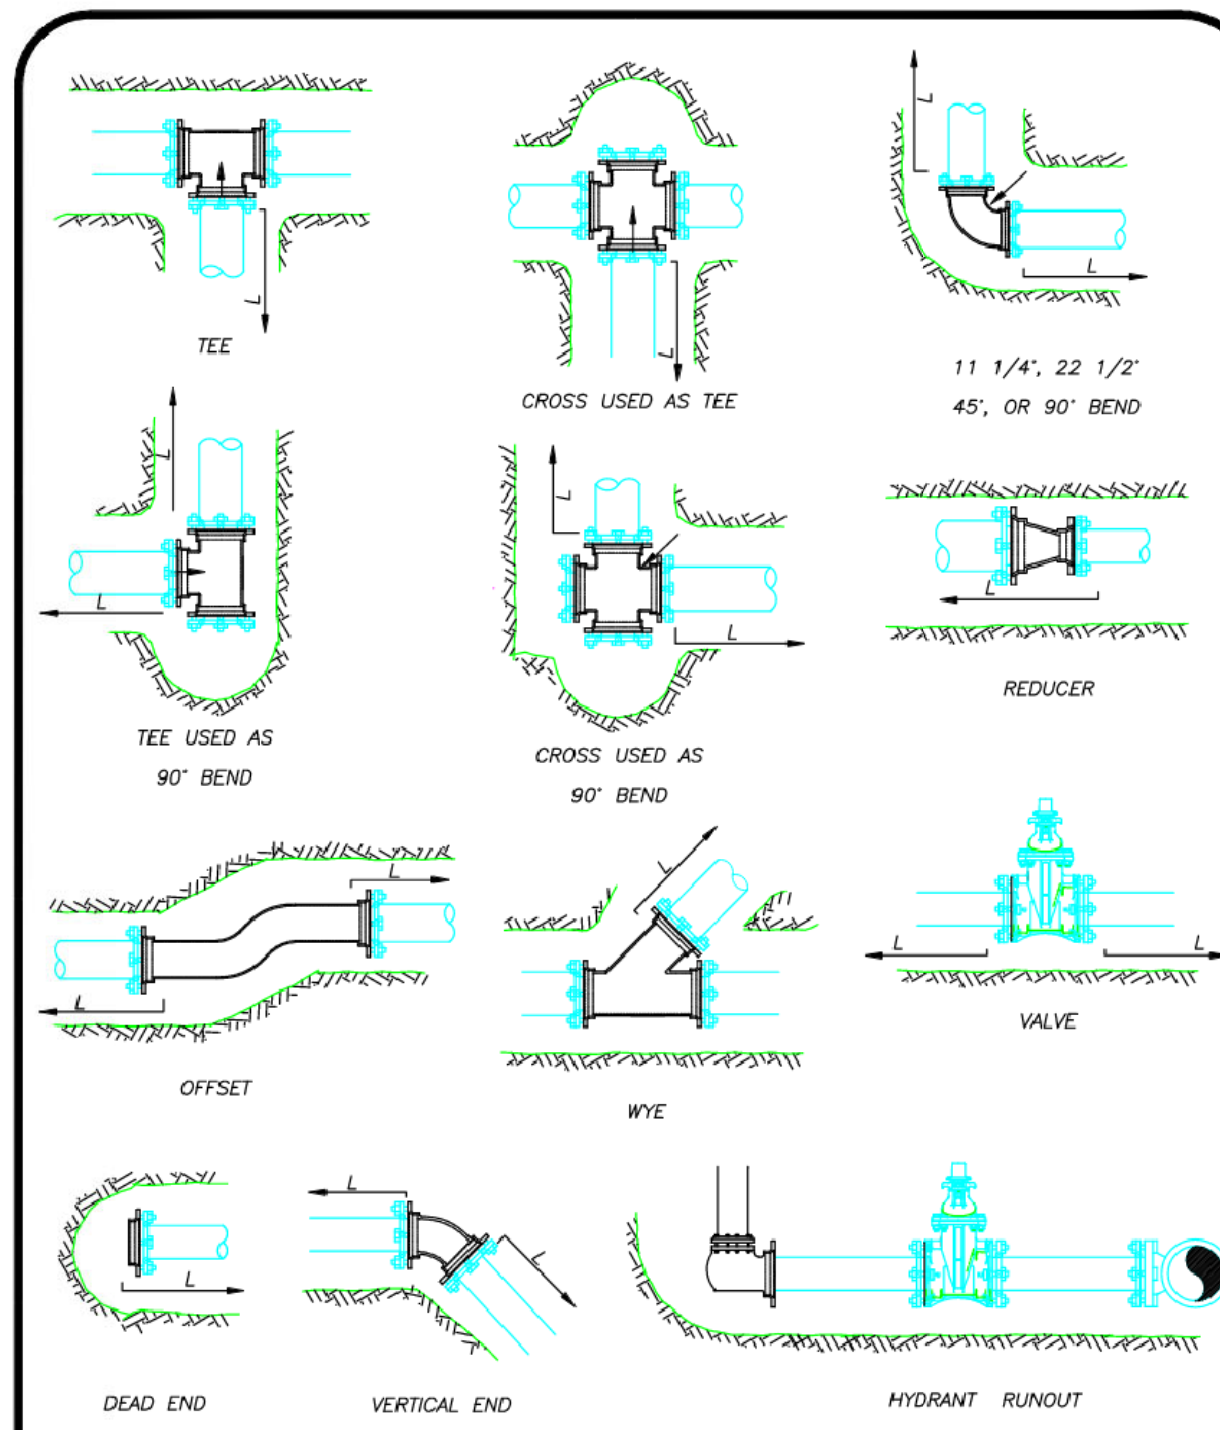 L
TEE
L
CROSS USED AS TEE
L
L
11 1/4°, 22 1/2°
45°, OR 90° BEND
L
L
TEE USED AS
90° BEND
L
L
CROSS USED AS
90° BEND
L
REDUCER
L
L
OFFSET
L
WYE
L
L
VALVE
L
DEAD END
L
L
VERTICAL END
HYDRANT RUNOUT